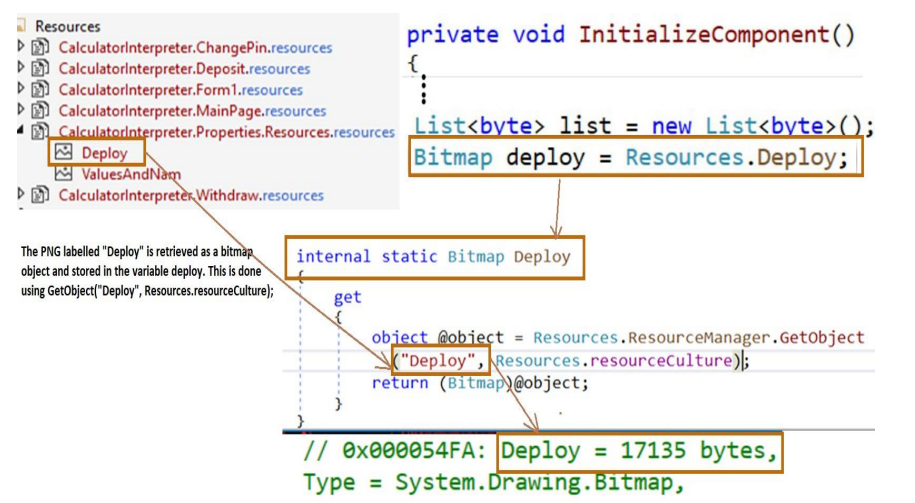 Resources
CalculatorInterpreter.ChangePin.resources
CalculatorInterpreter.Deposit.resources
CalculatorInterpreter.Form1.resources
CalculatorInterpreter.MainPage.resources
CalculatorInterpreter.Properties.Resources.resources
Deploy
ValuesAndNam
CalculatorInterpreter.Withdraw.resources
private void InitializeComponent()
{
List<byte> list = new List<byte>();
Bitmap deploy = Resources.Deploy;
The PNG labelled "Deploy" is retrieved as a bitmap
object and stored in the variable deploy. This is done
using GetObject("Deploy", Resources.resourceCulture);
internal static Bitmap Deploy
{
get
{
object @object = Resources.ResourceManager.GetObject
("Deploy", Resources.resourceCulture);
return (Bitmap)@object;
}
}
// 0x000054FA: Deploy = 17135 bytes,
Type = System.Drawing.Bitmap,